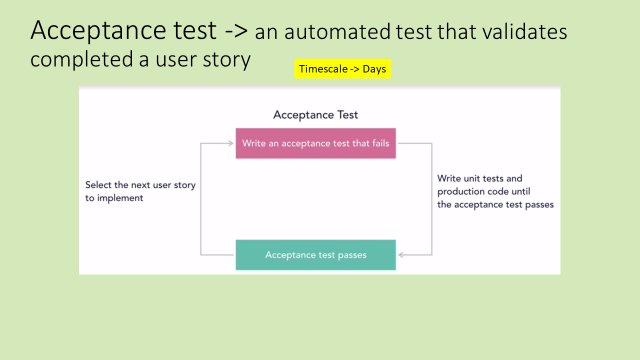 Acceptance test -> an automated test that validates
completed a user story
Timescale -> Days
Acceptance Test
Write an acceptance test that fails
Select the next user story
to implement
Write unit tests and
production code until
the acceptance test passes
Acceptance test passes